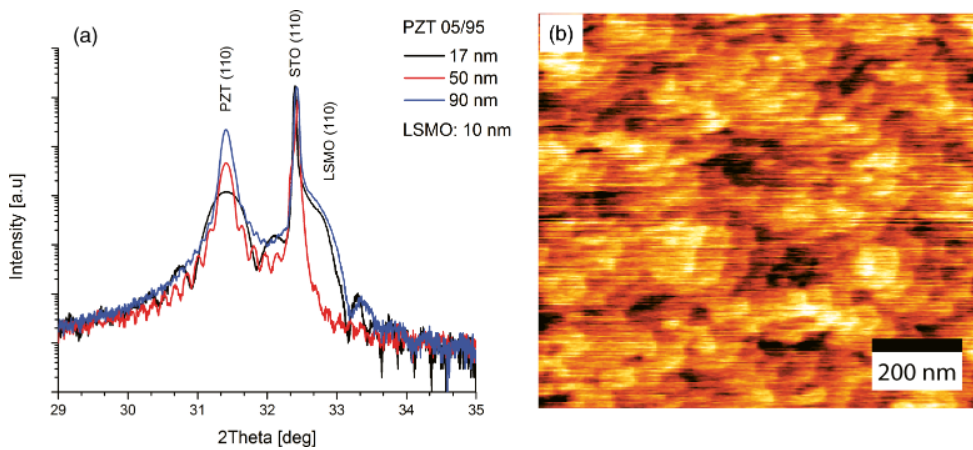 (a)
PZT 05/95
17 nm
50 nm
90 nm
LSMO: 10 nm
PZT (110)
STO (110)
LSMO (110)
Intensity [a.u]
29 30 31 32 33 34 35
2Theta [deg]
(b)
200 nm